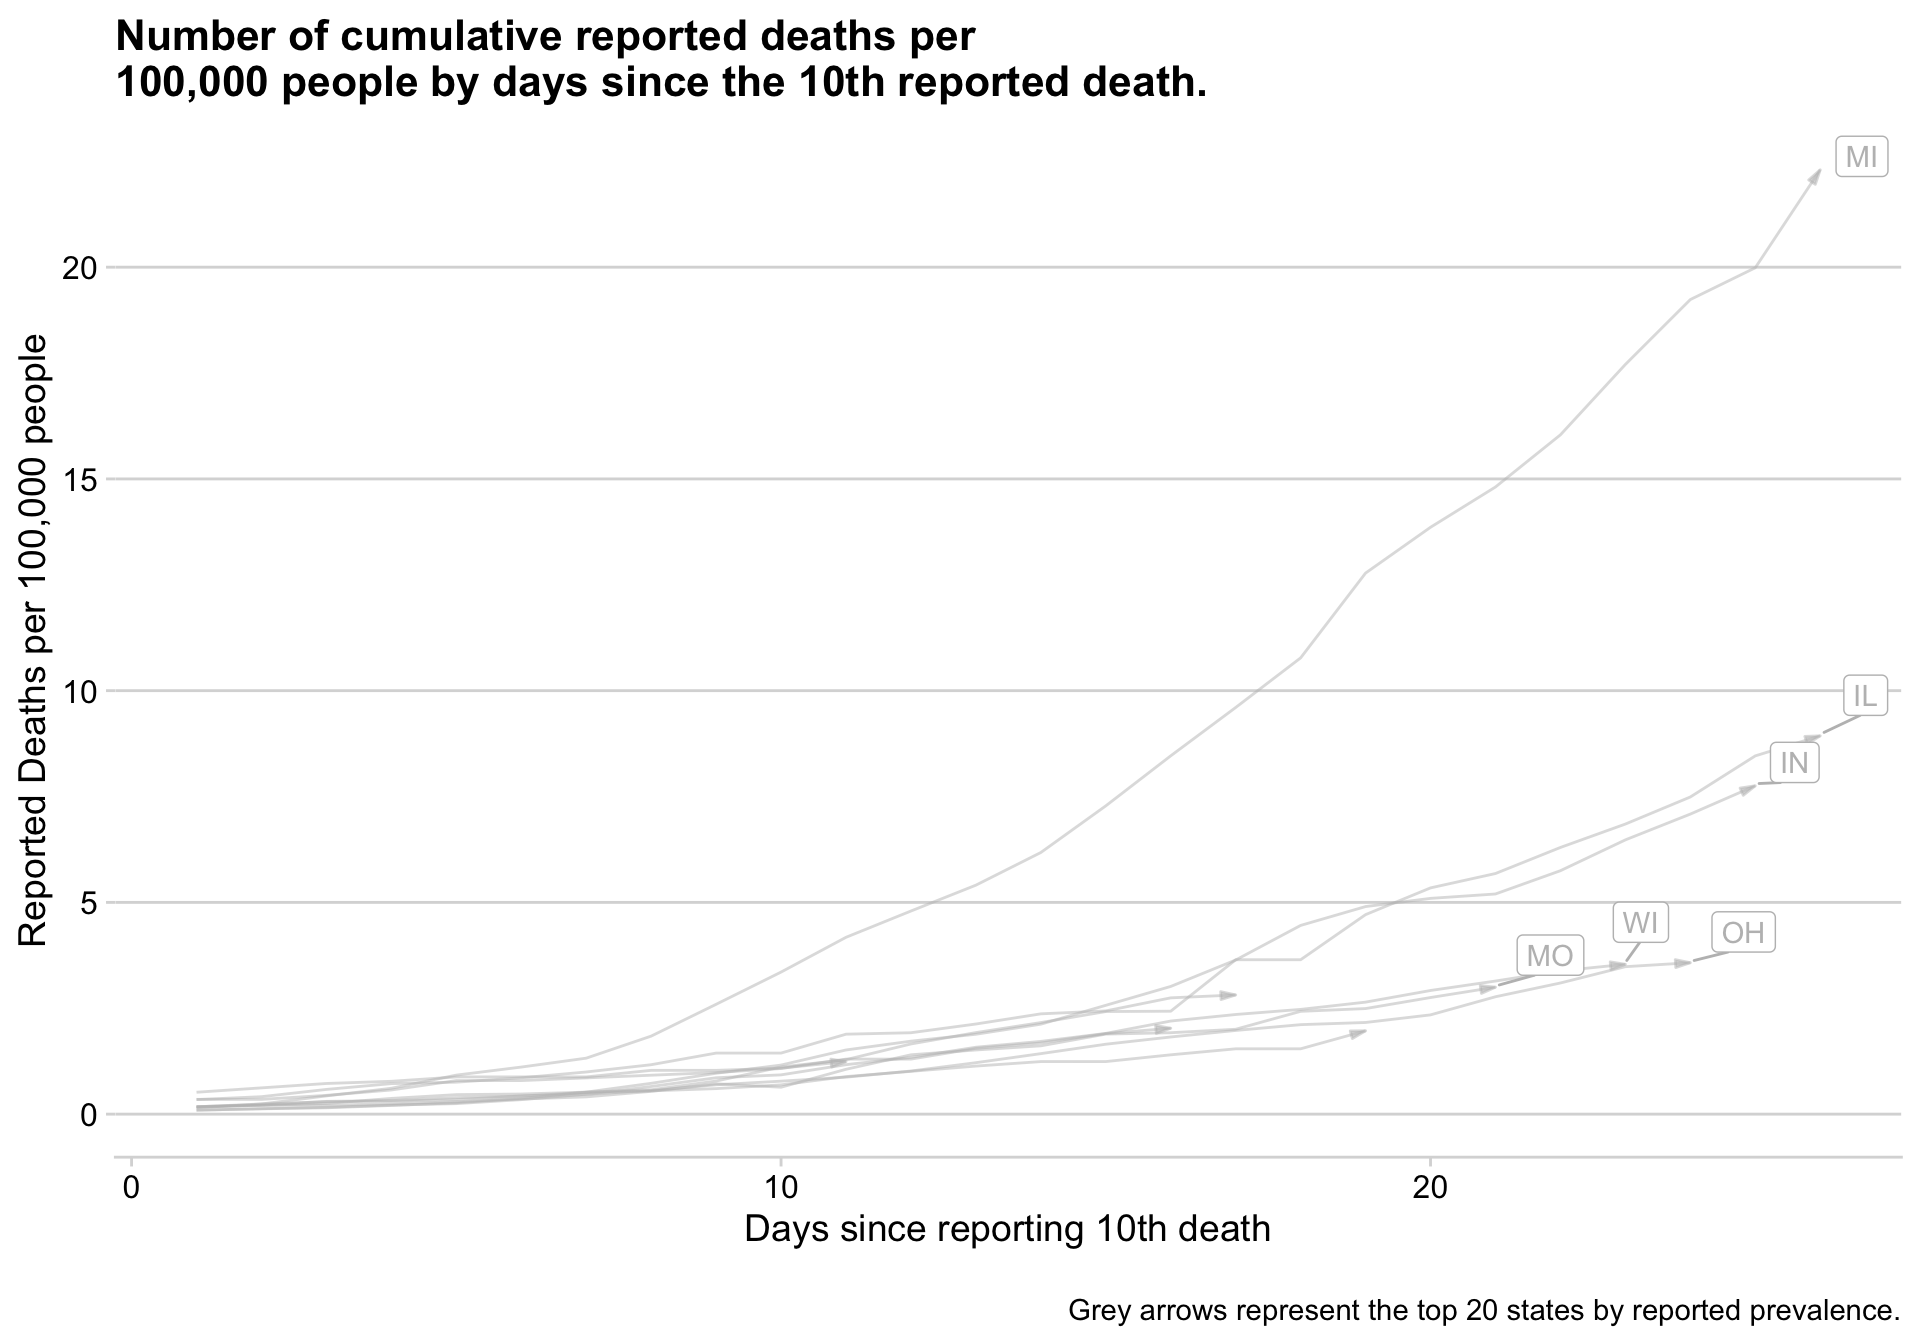 Number of cumulative reported deaths per
100,000 people by days since the 10th reported death.
MI
20
15
10
IL
IN
5
WI
OH
MO
0
Reported Deaths per 100,000 people
0
10
20
Days since reporting 10th death
Grey arrows represent the top 20 states by reported prevalence.